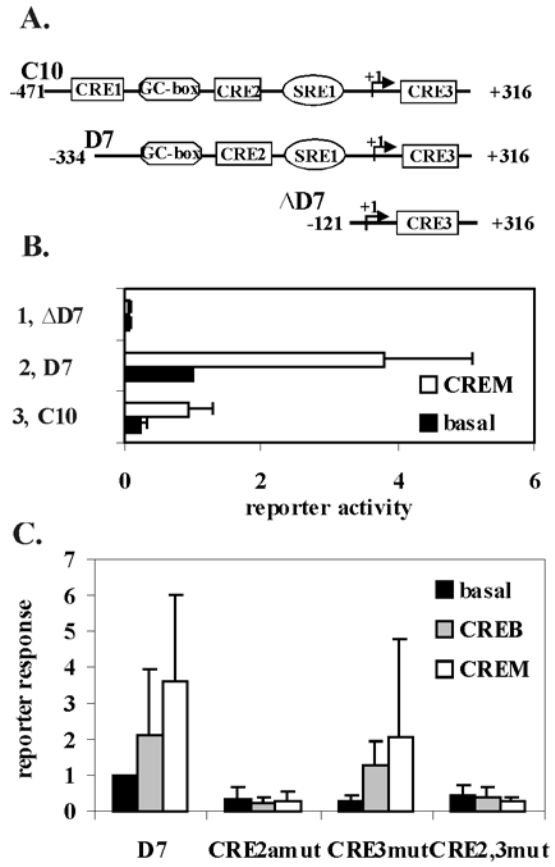 A.
C10
-471 CRE1 GC-box CRE2 SRE1 +1 CRE3 +316
D7
-334 GC-box CRE2 SRE1 +1 CRE3 +316
ΔD7
-121 +1 CRE3 +316
B.
1, ΔD7
2, D7
3, C10
CREM
basal
0 2 4 6
reporter activity
C.
7
6
5
4
3
2
1
0
reporter response
basal
CREB
CREM
D7 CRE2amut CRE3mut CRE2,3mut